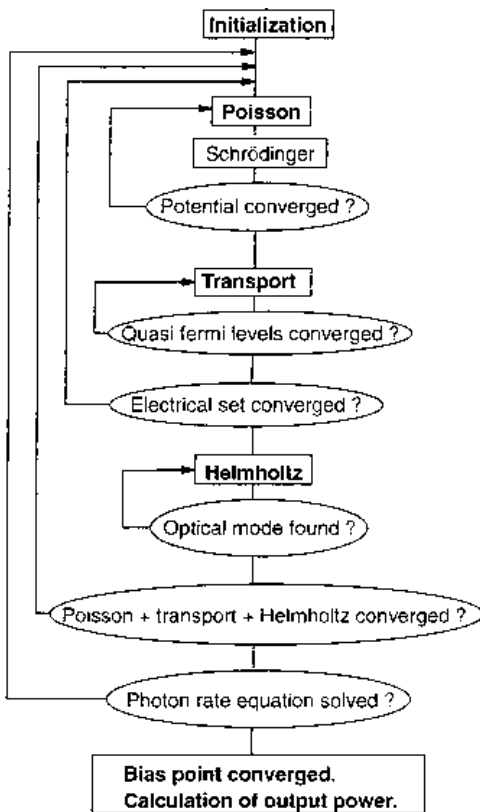 Initialization
Poisson
Schrödinger
Potential converged ?
Transport
Quasi fermi levels converged ?
Electrical set converged ?
Helmholtz
Optical mode found ?
Poisson + transport + Helmholtz converged ?
Photon rate equation solved ?
Bias point converged.
Calculation of output power.